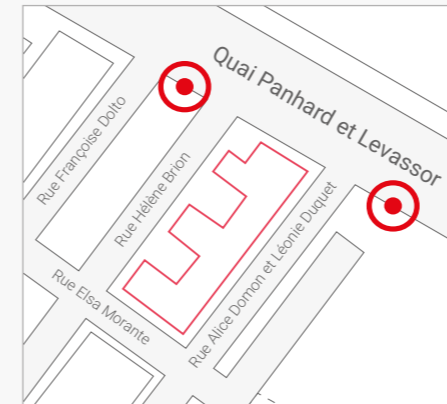 Quai Panhard et Levassor
Rue Françoise Dolto
Rue Hélène Brion
Rue Alice Domon et Léonie Duquet
Rue Elsa Morante